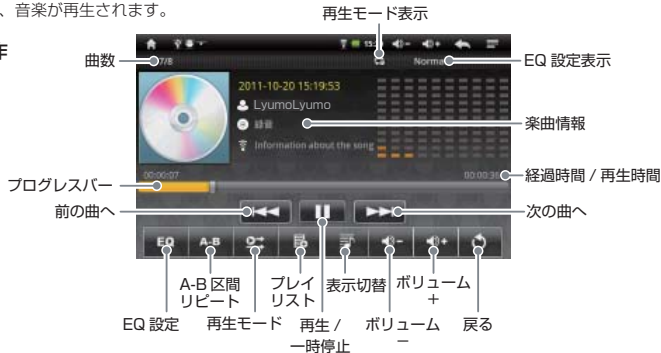 、音楽が再生されます。
再生モード表示
作
曲数
7/8
Normal
EQ 設定表示
2011-10-20 15:19:53
LyumoLyumo
録音
楽曲情報
Information about the song
00:00:07
経過時間 / 再生時間
プログレスバー
前の曲へ
次の曲へ
EQ
A-B
A-B 区間
リピート
プレイ
リスト
表示切替
ボリューム
+
EQ 設定
再生モード
再生 /
一時停止
ボリューム
−
戻る